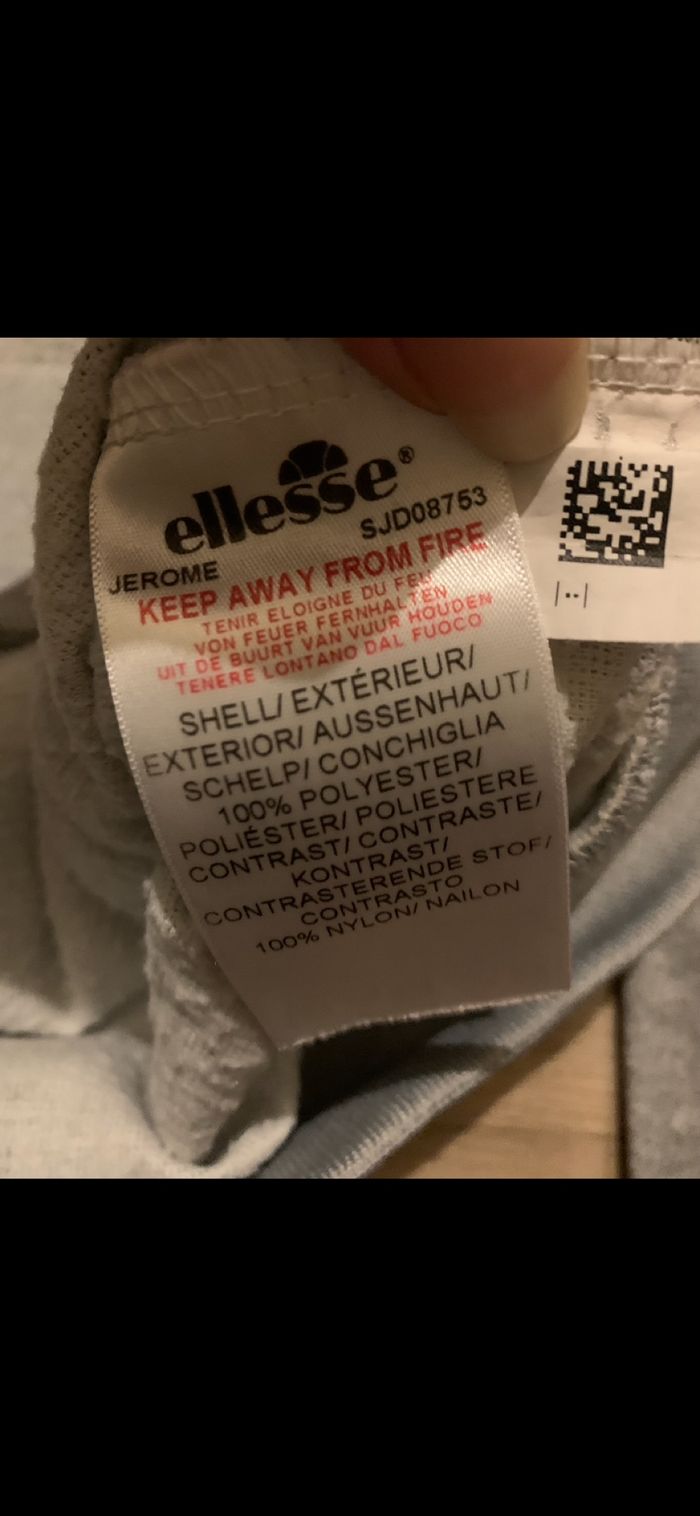 ellesse®
SJD08753
JEROME
KEEP AWAY FROM FIRE
TENIR ELOIGNE DU FEU
VON FEUER FERNHALTEN
UIT DE BUURT VAN VUUR HOUDEN
TENERE LONTANO DAL FUOCO
SHELL/ EXTÉRIEUR/
EXTERIOR/ AUSSENHAUT/
SCHELP/ CONCHIGLIA
100% POLYESTER/
POLIÉSTER/ POLIESTERE
CONTRAST/ CONTRASTE/
KONTRAST/
CONTRASTERENDE STOF/
CONTRASTO
100% NYLON/ NAILON